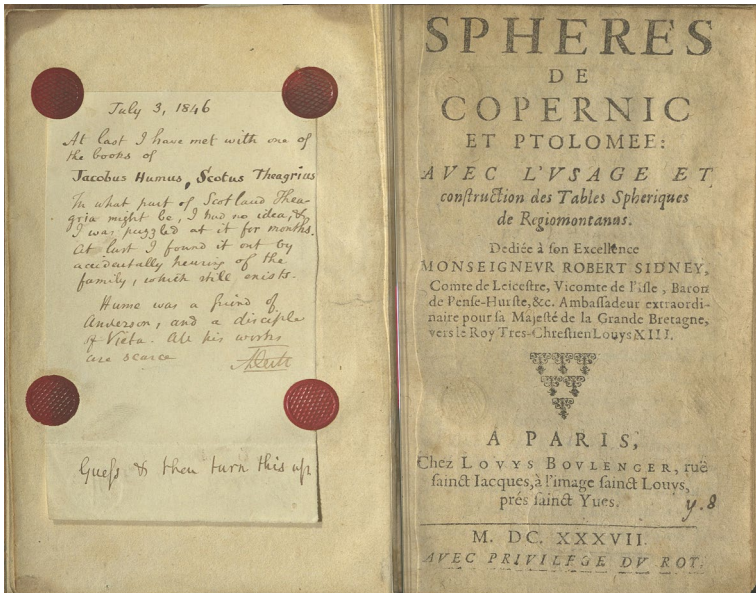 July 3, 1846
At last I have met with one of
the books of
Jacobus Humus, Scotus Theagrius
In what part of Scotland Thea-
gria might be, I had no idea, &
I was puzzled at it for months.
At last I found it out by
accidentally hearing of the
family, which still exists.
Hume was a friend of
Anderson, and a disciple
of Vieta. All his works
are scarce
Guess & then turn this up
SPHERES
DE
COPERNIC
ET PTOLOMEE:
AVEC L'VSAGE ET
construction des Tables Spheriques
de Regiomontanus.
Dediée à son Excellence
MONSEIGNEVR ROBERT SIDNEY,
Comte de Leicestre, Vicomte de l'isle, Baron
de Pense-Hurste, &c. Ambassadeur extraordi-
naire pour sa Majesté de la Grande Bretagne,
vers le Roy Tres-Chrestien Louys XIII.
A PARIS,
Chez LOVYS BOVLENGER, ruë
sainct Iacques, à l'image sainct Louys,
prés sainct Yues.
y.8
M. DC. XXXVII.
AVEC PRIVILEGE DV ROY.